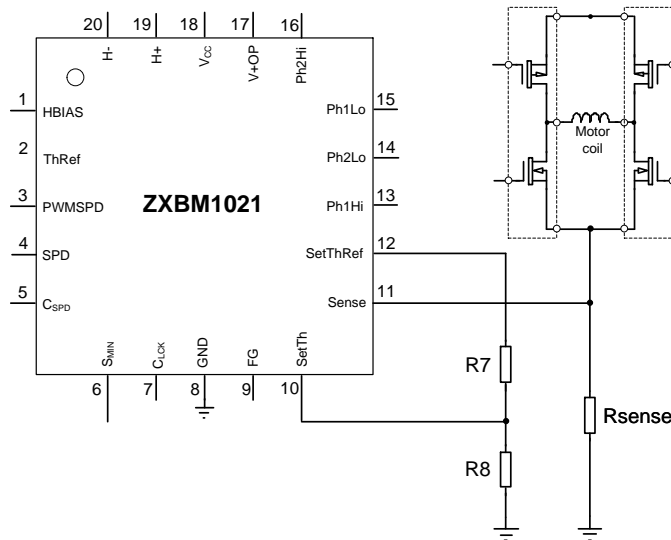 20
19
18
17
16
H-
H+
VCC
V+OP
Ph2Hi
1
HBIAS
2
ThRef
3
PWMSPD
4
SPD
5
CSPD
ZXBM1021
Ph1Lo
15
Ph2Lo
14
Ph1Hi
13
SetThRef
12
Sense
11
SMIN
CLCK
GND
FG
SetTh
6
7
8
9
10
Motor
coil
R7
R8
Rsense